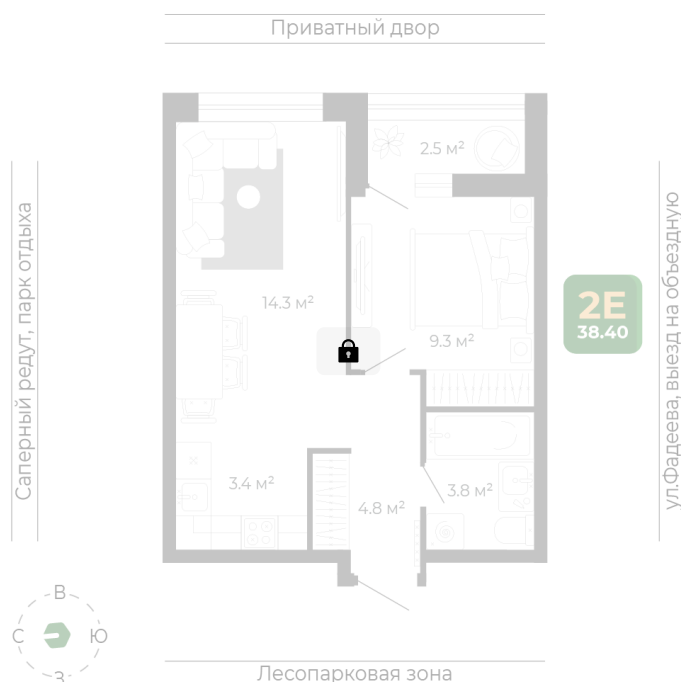 Приватный двор
2.5 м²
Саперный редут, парк отдыха
ул.Фадеева, выезд на объездную
14.3 м²
2Е
38.40
9.3 м²
3.4 м²
3.8 м²
4.8 м²
В
С
Ю
З
Лесопарковая зона